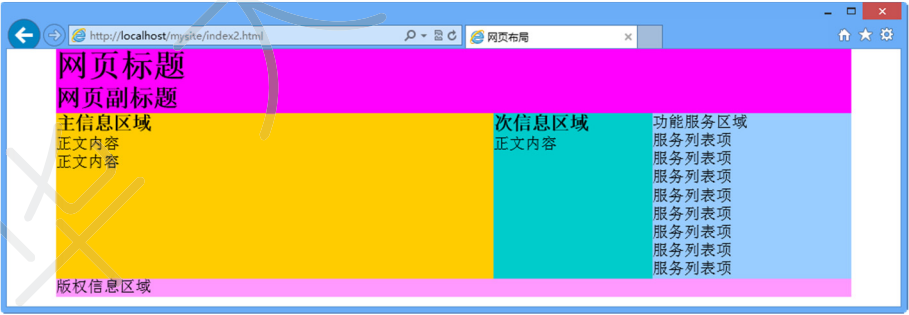 http://localhost/mysite/index2.html
网页布局
网页标题
网页副标题
主信息区域
正文内容
正文内容
次信息区域
正文内容
功能服务区域
服务列表项
服务列表项
服务列表项
服务列表项
服务列表项
服务列表项
服务列表项
服务列表项
版权信息区域